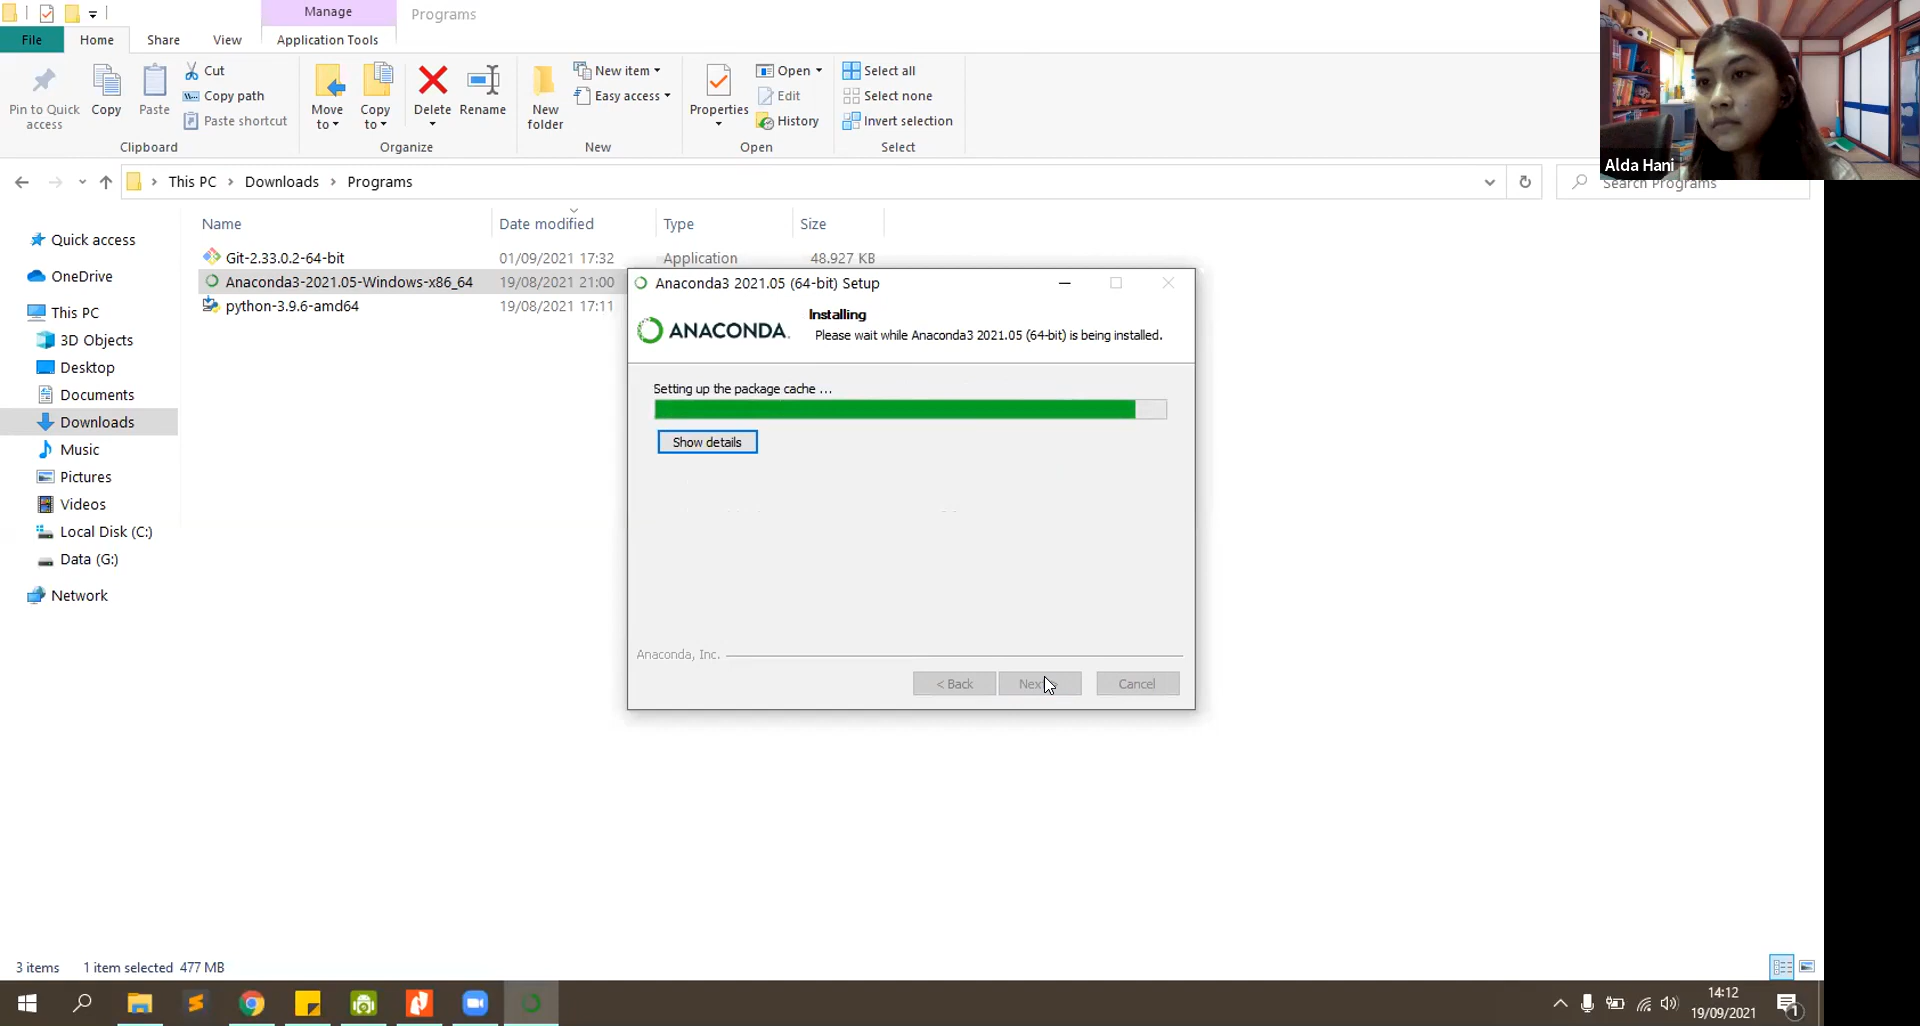 Manage
Programs
File
Home
Share
View
Application Tools
Pin to Quick access
Copy
Paste
Cut
Copy path
Paste shortcut
Clipboard
Move to
Copy to
Delete
Rename
Organize
New folder
New item
Easy access
New
Properties
Open
Edit
History
Open
Select all
Select none
Invert selection
Select
Alda Hani
This PC > Downloads > Programs
Search Programs
Name
Date modified
Type
Size
Git-2.33.0.2-64-bit 01/09/2021 17:32 Application 48.927 KB
Anaconda3-2021.05-Windows-x86_64 19/08/2021 21:00
python-3.9.6-amd64 19/08/2021 17:11
Quick access
OneDrive
This PC
3D Objects
Desktop
Documents
Downloads
Music
Pictures
Videos
Local Disk (C:)
Data (G:)
Network
Anaconda3 2021.05 (64-bit) Setup
ANACONDA.
Installing
Please wait while Anaconda3 2021.05 (64-bit) is being installed.
Setting up the package cache ...
Show details
Anaconda, Inc.
< Back
Cancel
3 items 1 item selected 477 MB
14:12
19/09/2021
1